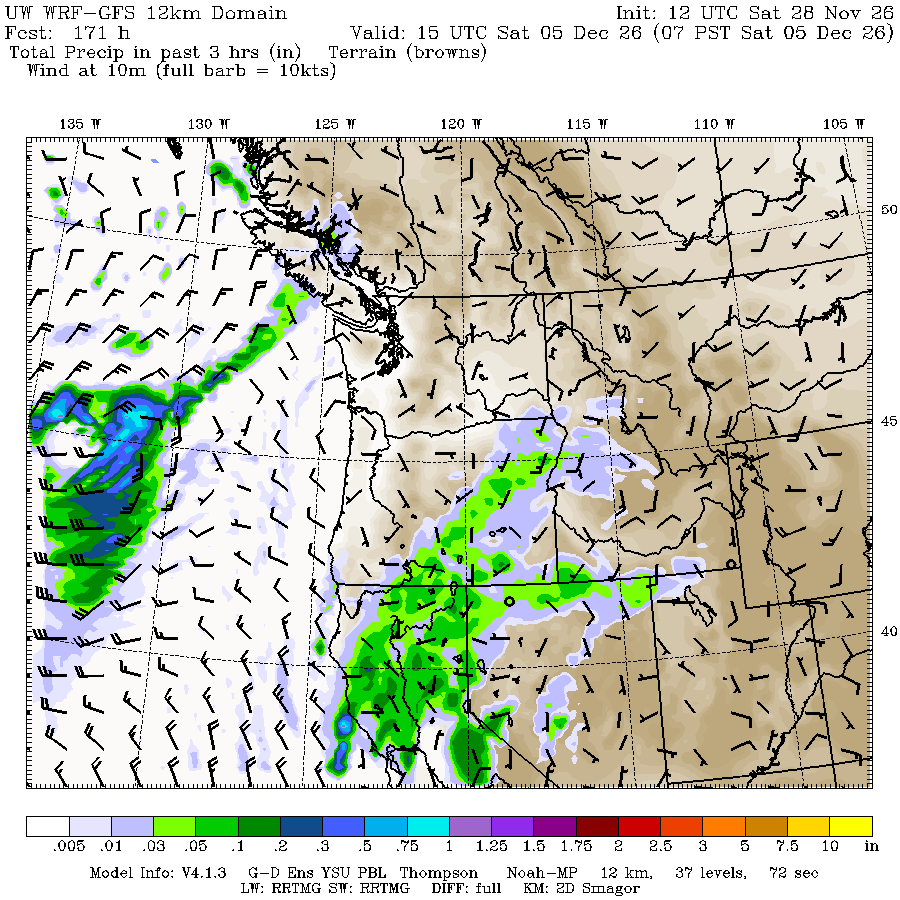 UW WRF-GFS 12km Domain Init: 12 UTC Sat 28 Nov 26
Fcst: 171 h Valid: 15 UTC Sat 05 Dec 26 (07 PST Sat 05 Dec 26)
Total Precip in past 3 hrs (in) Terrain (browns)
Wind at 10m (full barb = 10kts)
135 W 130 W 125 W 120 W 115 W 110 W 105 W
50
45
40
.005 .01 .03 .05 .1 .2 .3 .5 .75 1 1.25 1.5 1.75 2 2.5 3 5 7.5 10 in
Model Info: V4.1.3 G-D Ens YSU PBL Thompson Noah-MP 12 km, 37 levels, 72 sec
LW: RRTMG SW: RRTMG DIFF: full KM: 2D Smagor